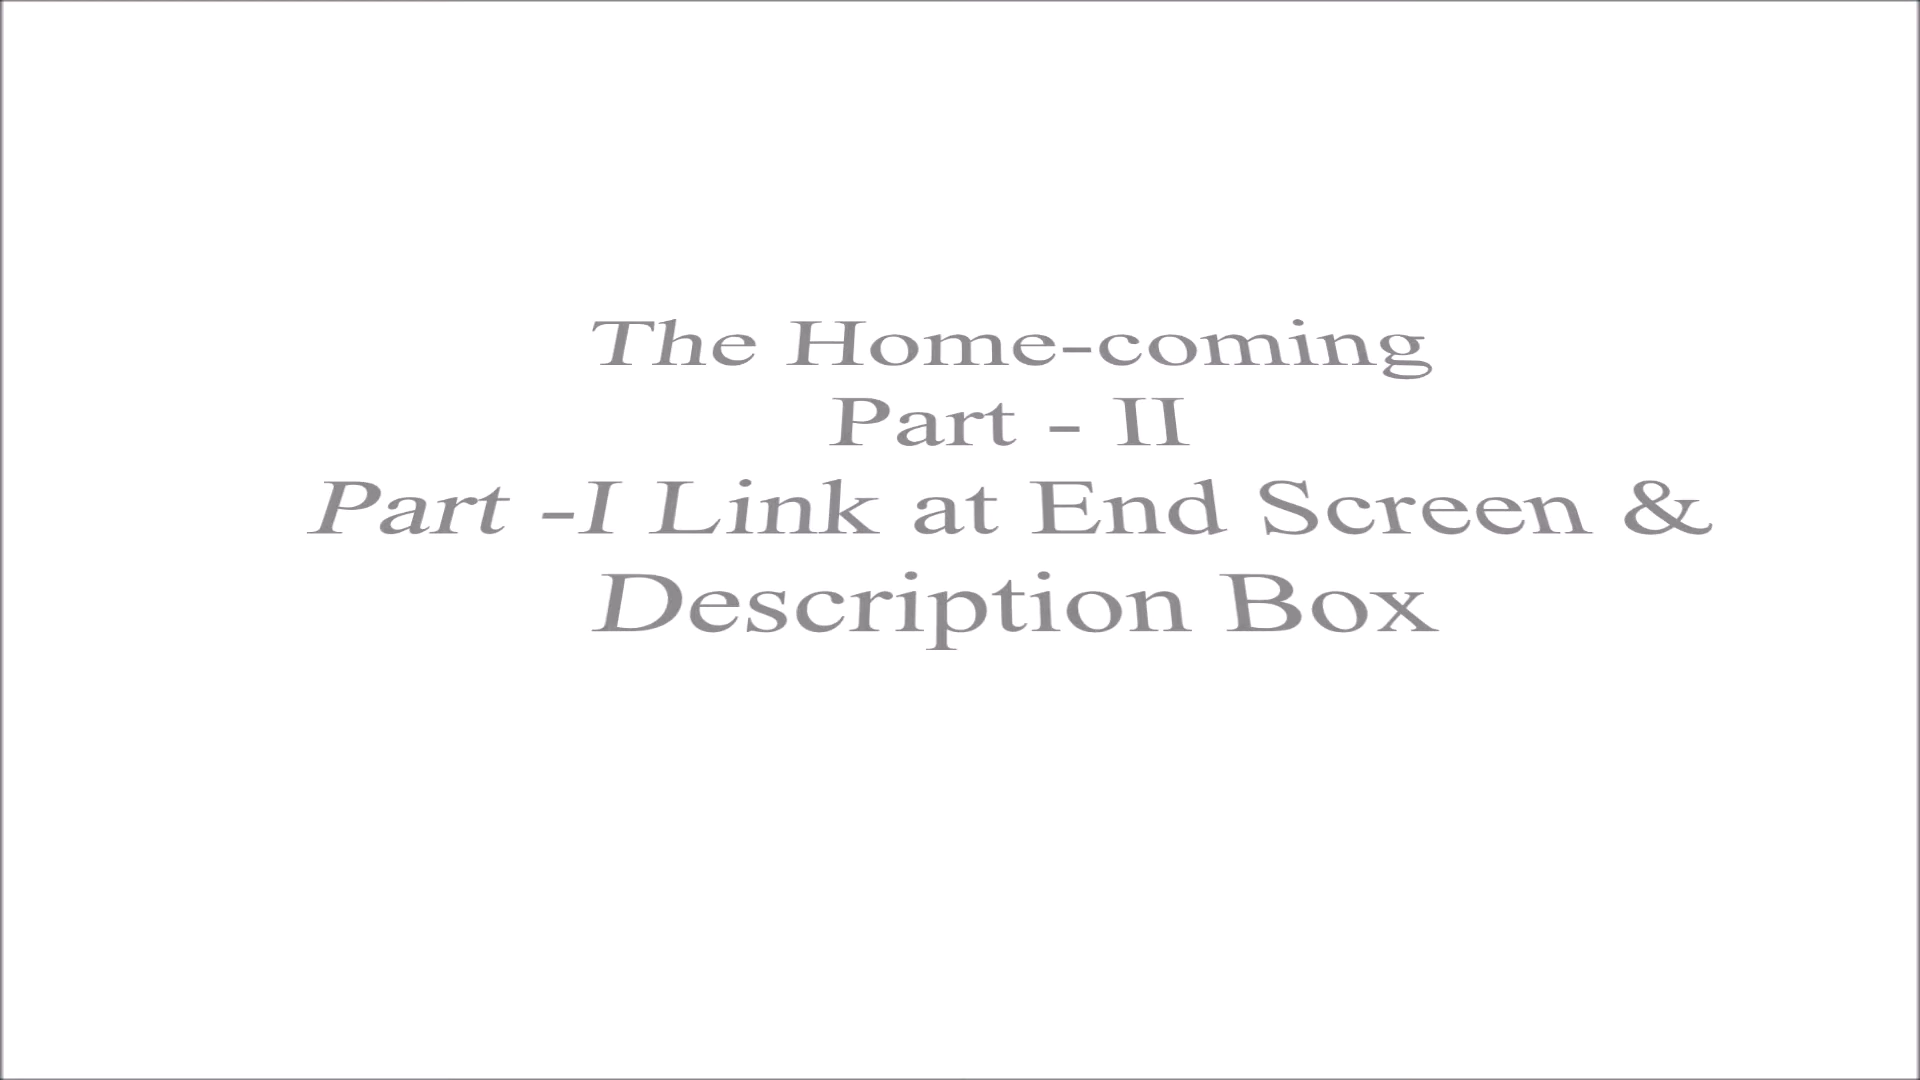 The Home-coming
Part - II
Part -I Link at End Screen &
Description Box